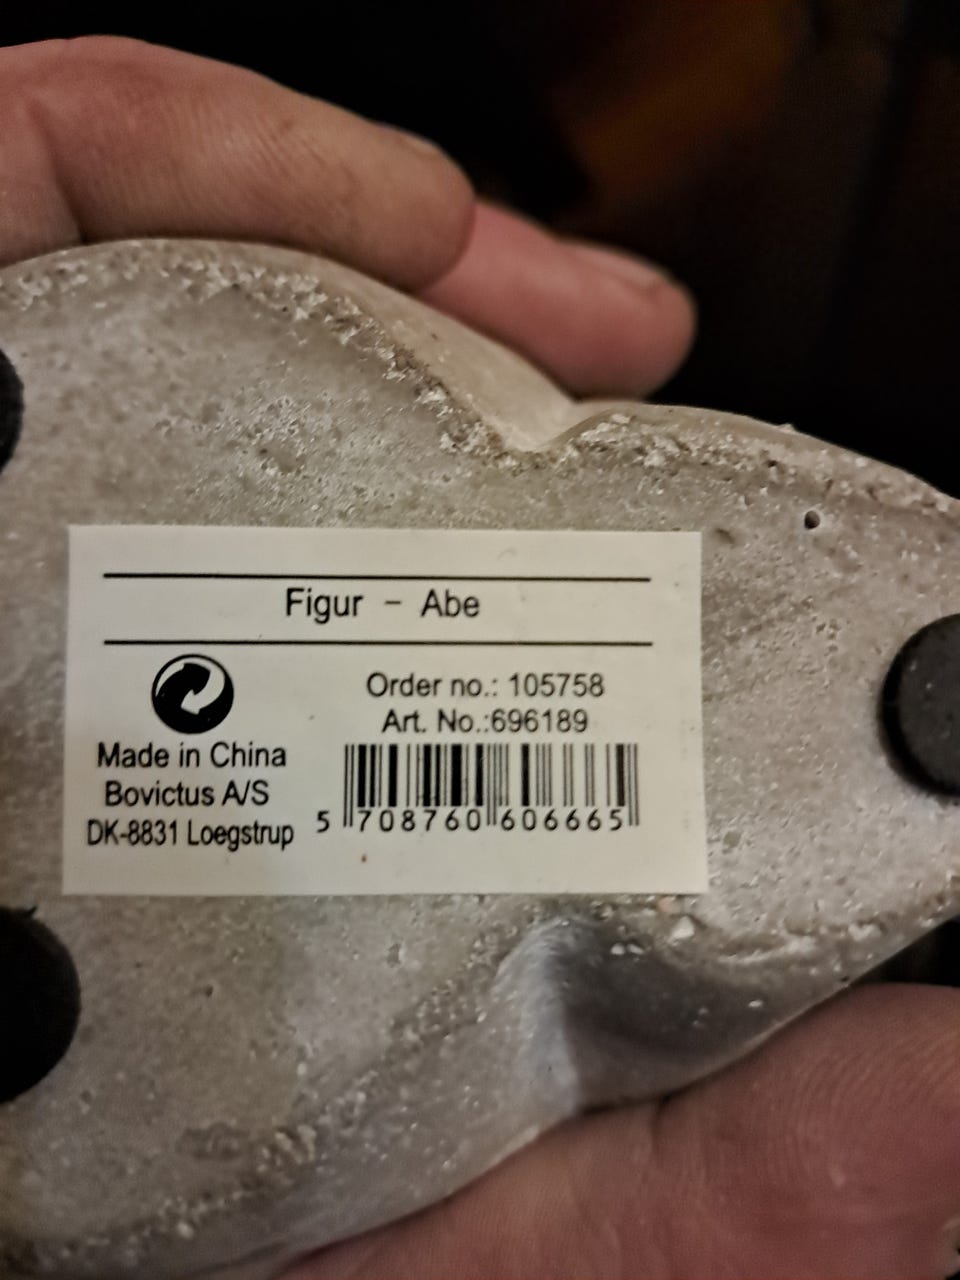 Figur - Abe
Order no.: 105758
Art. No.:696189
Made in China
Bovictus A/S
DK-8831 Loegstrup
5 708760 606665